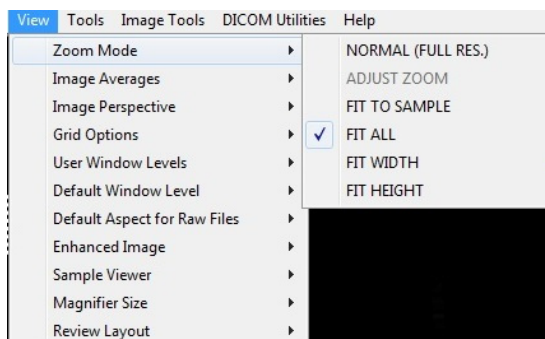 View Tools Image Tools DICOM Utilities Help
Zoom Mode
Image Averages
Image Perspective
Grid Options
User Window Levels
Default Window Level
Default Aspect for Raw Files
Enhanced Image
Sample Viewer
Magnifier Size
Review Layout
NORMAL (FULL RES.)
ADJUST ZOOM
FIT TO SAMPLE
FIT ALL
FIT WIDTH
FIT HEIGHT